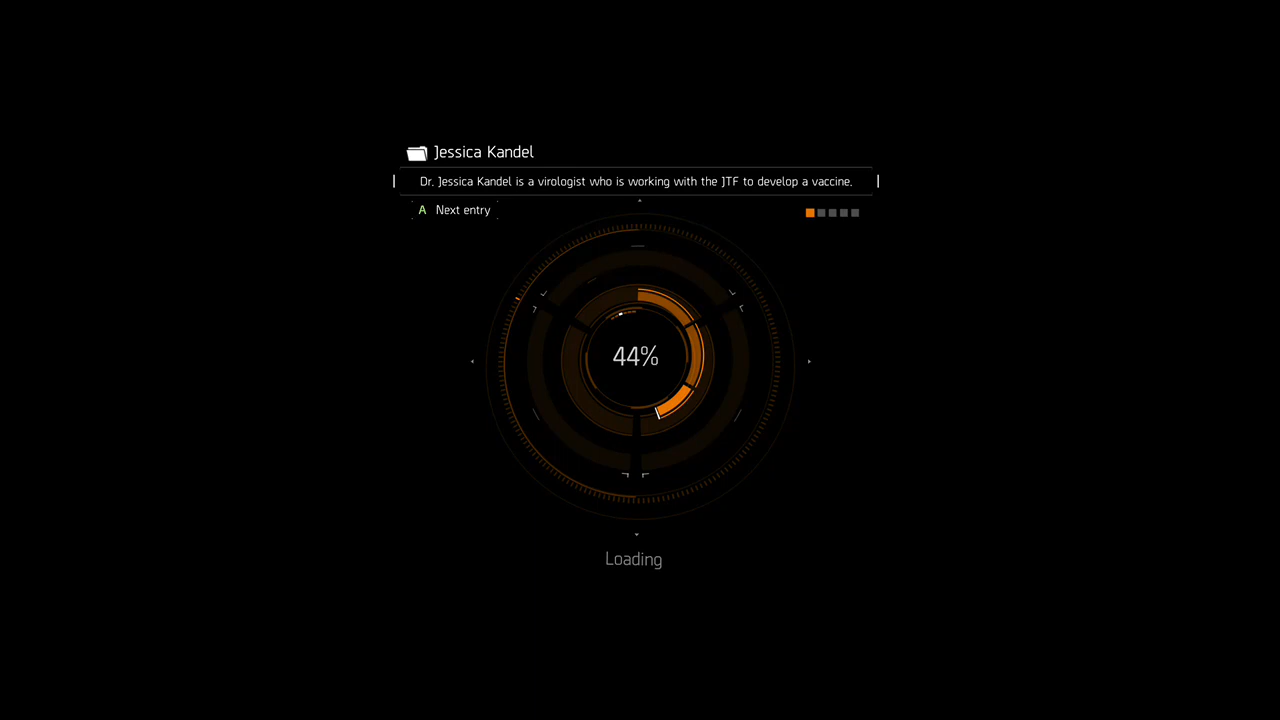 Jessica Kandel
Dr. Jessica Kandel is a virologist who is working with the JTF to develop a vaccine.
A Next entry
44%
Loading